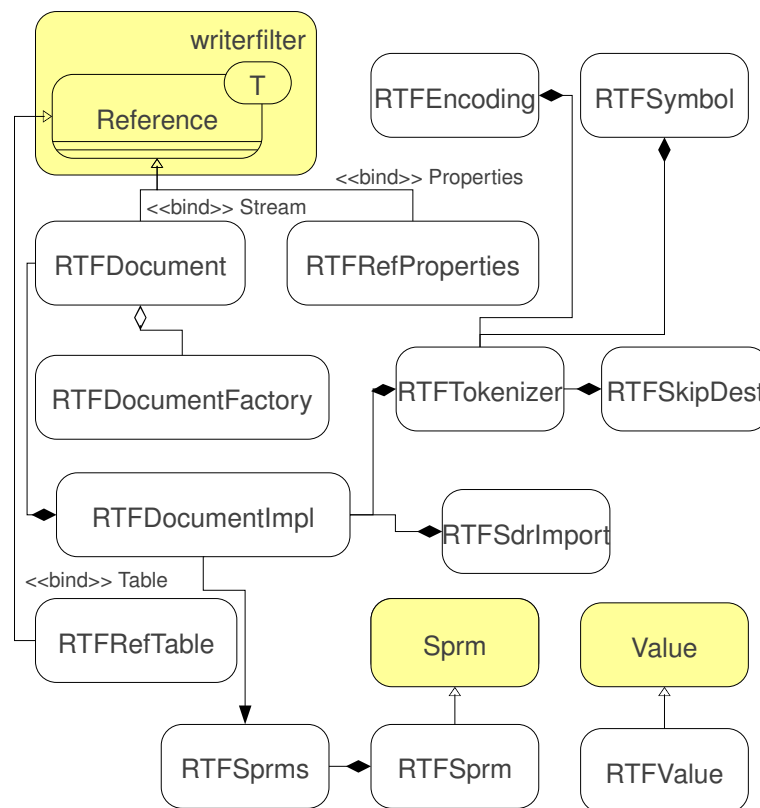 writerfilter
T
Reference
RTFEncoding
RTFSymbol
<<bind>> Properties
<<bind>> Stream
RTFDocument
RTFRefProperties
RTFDocumentFactory
RTFTokenizer
RTFSkipDest
RTFDocumentImpl
RTFSdrImport
<<bind>> Table
RTFRefTable
Sprm
Value
RTFSprms
RTFSprm
RTFValue